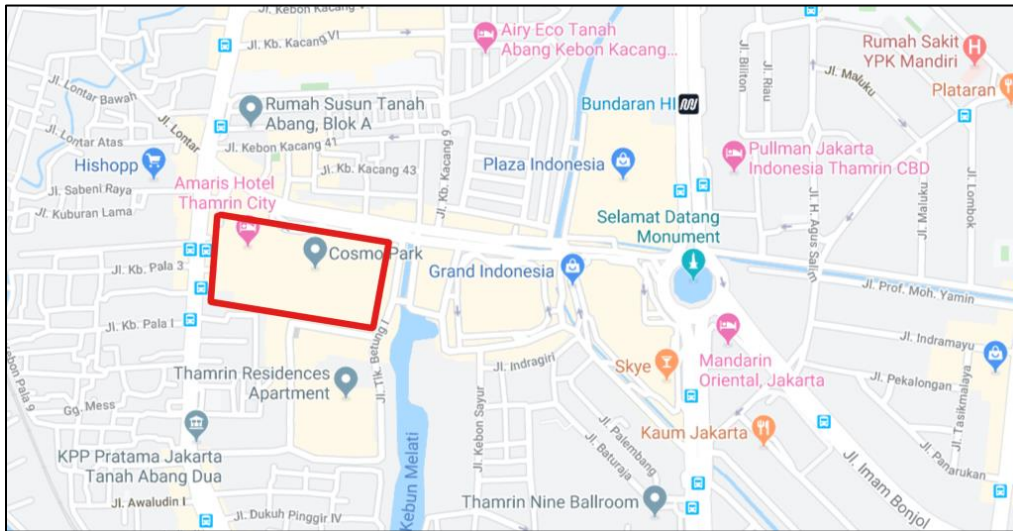 Jl. Kebon Kacang V
Airy Eco Tanah
Abang Kebon Kacang...
Jl. Kb. Kacang VI
Rumah Sakit
YPK Mandiri
Jl. Biliton
Jl. Riau
Jl. Maluku
Plataran
Jl. Lontar Bawah
Jl. Lontar
Rumah Susun Tanah
Abang, Blok A
Bundaran HI
Jl. Lontar Atas
Jl. Kebon Kacang 41
Jl. Kb. Kacang 9
Hishopp
Plaza Indonesia
Pullman Jakarta
Indonesia Thamrin CBD
Jl. Kb. Kacang 43
Jl. Sabeni Raya
Amaris Hotel
Thamrin City
Jl. H. Agus Salim
Jl. Maluku
Jl. Lombok
Jl. Kuburan Lama
Selamat Datang
Monument
Cosmo Park
Jl. Kb. Pala 3
Grand Indonesia
Jl. Prof. Moh. Yamin
Jl. Kb. Pala I
Jl. Tlk. Betung I
Jl. Indramayu
Jl. Indragiri
Skye
Mandarin
Oriental, Jakarta
Jl. Pekalongan
Thamrin Residences
Apartment
Kebon Pala 9
Gg. Mess
Jl. Kebon Sayur
Jl. Palembang
Jl. Baturaja
Kaum Jakarta
Jl. Tasikmalaya
KPP Pratama Jakarta
Tanah Abang Dua
Kebun Melati
Jl. Imam Bonjol
Jl. Panarukan
Jl. Awaludin I
Thamrin Nine Ballroom
Jl. Dukuh Pinggir IV